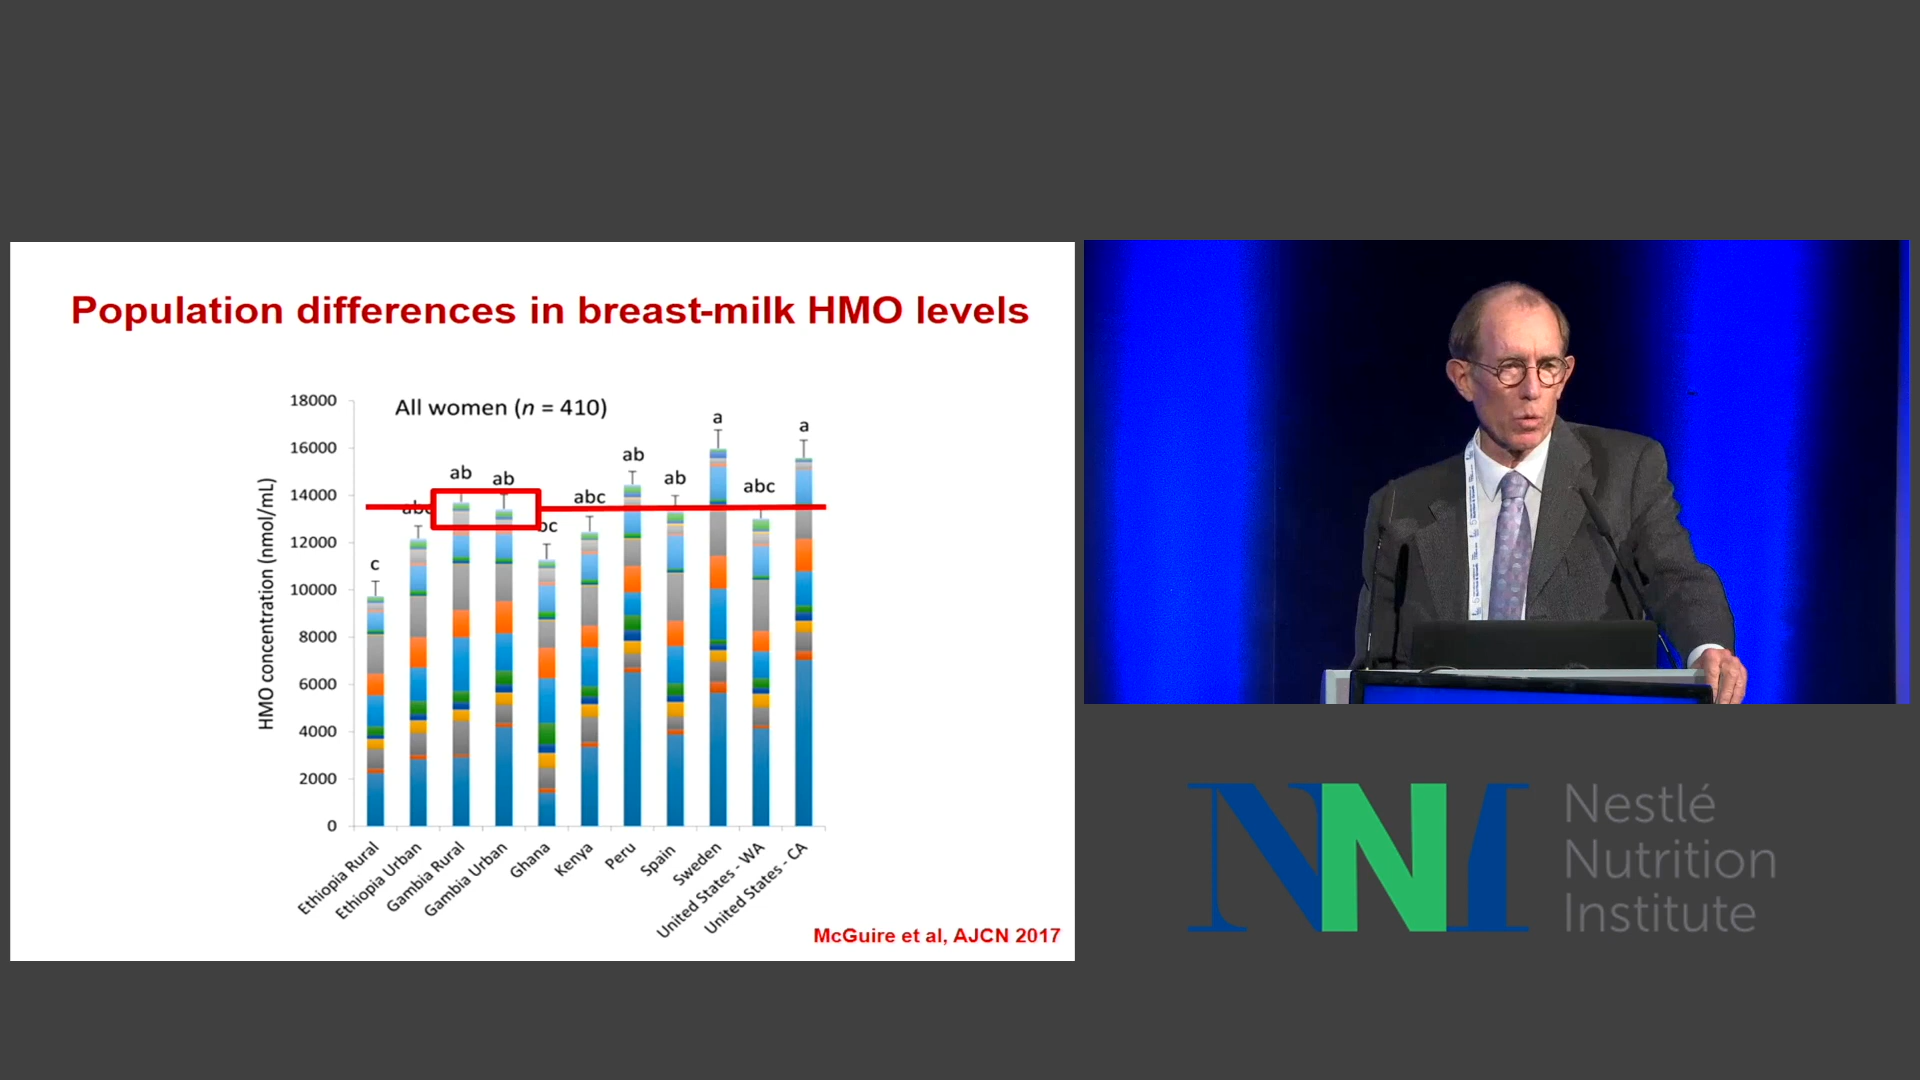 Population differences in breast-milk HMO levels
All women (n = 410)
HMO concentration (nmol/mL)
18000
16000
14000
12000
10000
8000
6000
4000
2000
0
c
abc
ab
ab
bc
abc
ab
ab
a
abc
a
Ethiopia Rural
Ethiopia Urban
Gambia Rural
Gambia Urban
Ghana
Kenya
Peru
Spain
Sweden
United States - WA
United States - CA
McGuire et al, AJCN 2017
NNI
Nestlé
Nutrition
Institute